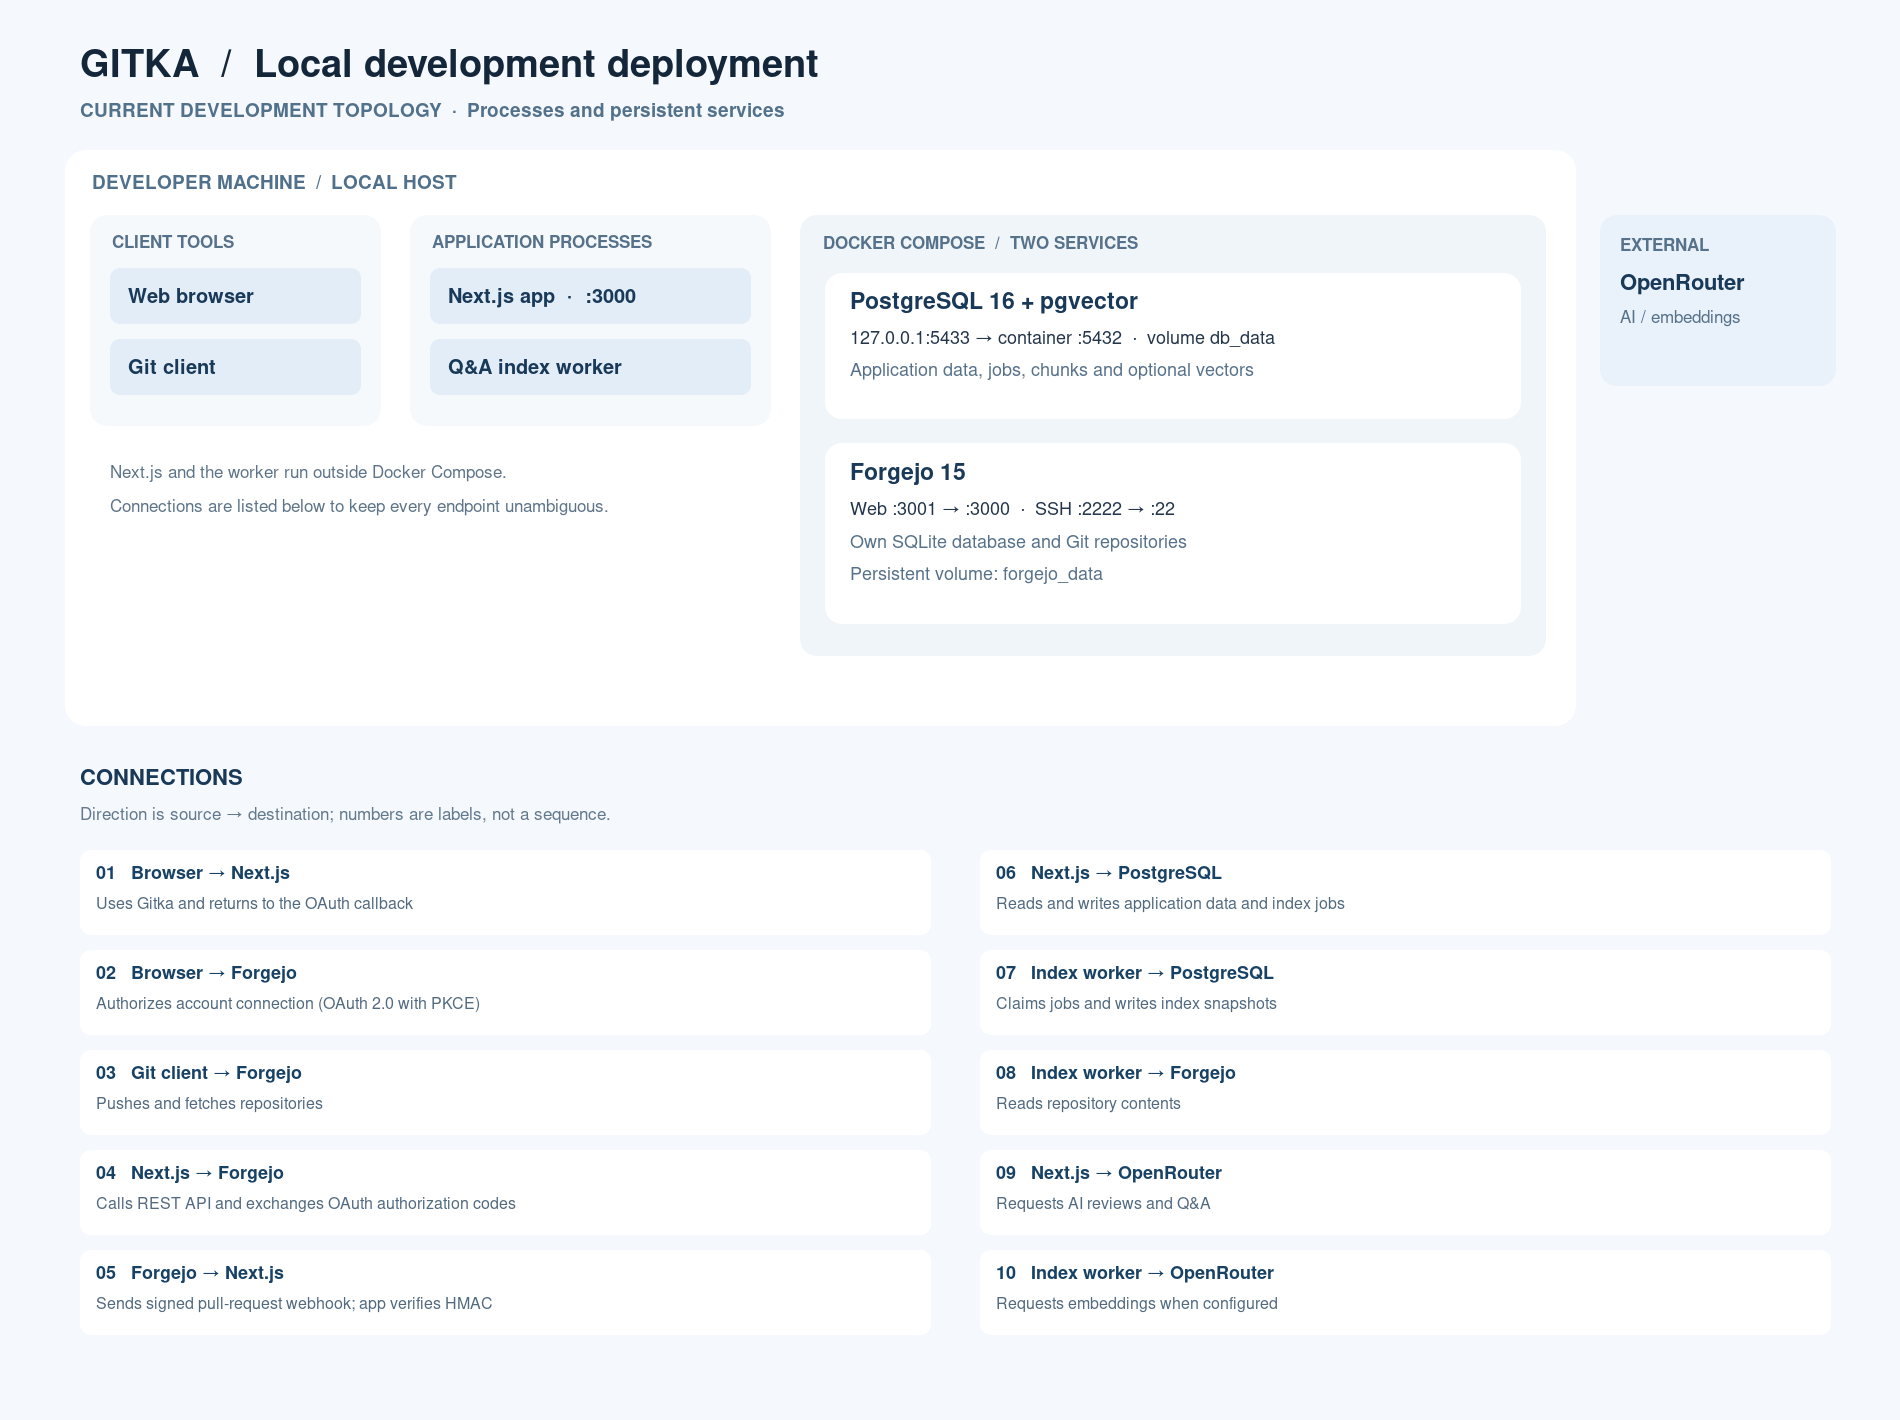 GITKA / Local development deployment
CURRENT DEVELOPMENT TOPOLOGY · Processes and persistent services
DEVELOPER MACHINE / LOCAL HOST
CLIENT TOOLS
Web browser
Git client
APPLICATION PROCESSES
Next.js app · :3000
Q&A index worker
Next.js and the worker run outside Docker Compose.
Connections are listed below to keep every endpoint unambiguous.
DOCKER COMPOSE / TWO SERVICES
PostgreSQL 16 + pgvector
127.0.0.1:5433 → container :5432 · volume db_data
Application data, jobs, chunks and optional vectors
Forgejo 15
Web :3001 → :3000 · SSH :2222 → :22
Own SQLite database and Git repositories
Persistent volume: forgejo_data
EXTERNAL
OpenRouter
AI / embeddings
CONNECTIONS
Direction is source → destination; numbers are labels, not a sequence.
01 Browser → Next.js
Uses Gitka and returns to the OAuth callback
02 Browser → Forgejo
Authorizes account connection (OAuth 2.0 with PKCE)
03 Git client → Forgejo
Pushes and fetches repositories
04 Next.js → Forgejo
Calls REST API and exchanges OAuth authorization codes
05 Forgejo → Next.js
Sends signed pull-request webhook; app verifies HMAC
06 Next.js → PostgreSQL
Reads and writes application data and index jobs
07 Index worker → PostgreSQL
Claims jobs and writes index snapshots
08 Index worker → Forgejo
Reads repository contents
09 Next.js → OpenRouter
Requests AI reviews and Q&A
10 Index worker → OpenRouter
Requests embeddings when configured